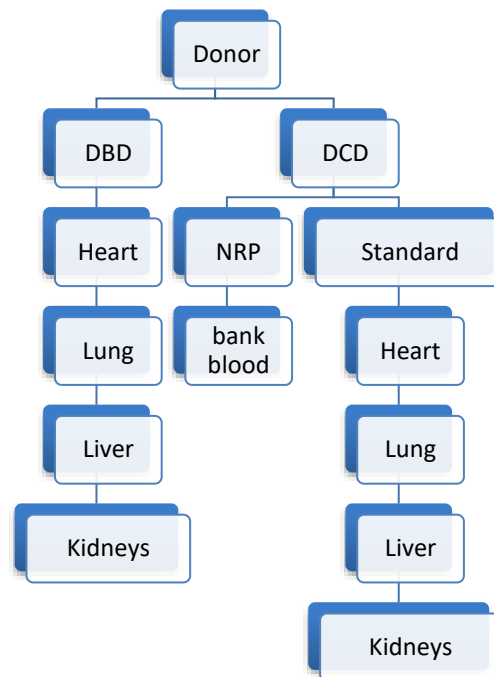 Donor
DBD
DCD
Heart
NRP
Standard
Lung
bank
blood
Heart
Liver
Lung
Kidneys
Liver
Kidneys